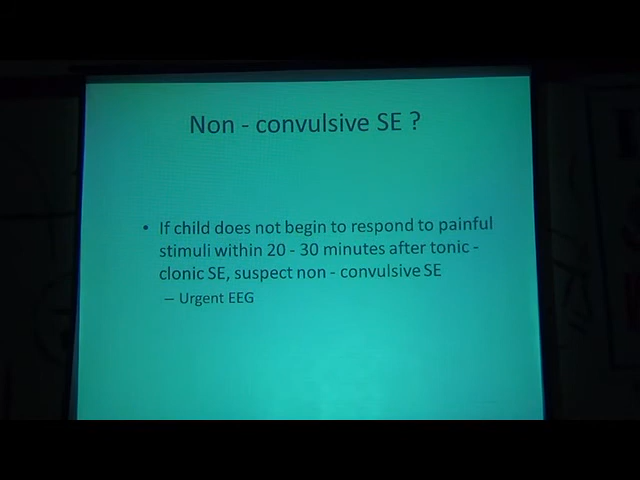 Non - convulsive SE ?
• If child does not begin to respond to painful
stimuli within 20 - 30 minutes after tonic -
clonic SE, suspect non - convulsive SE
– Urgent EEG